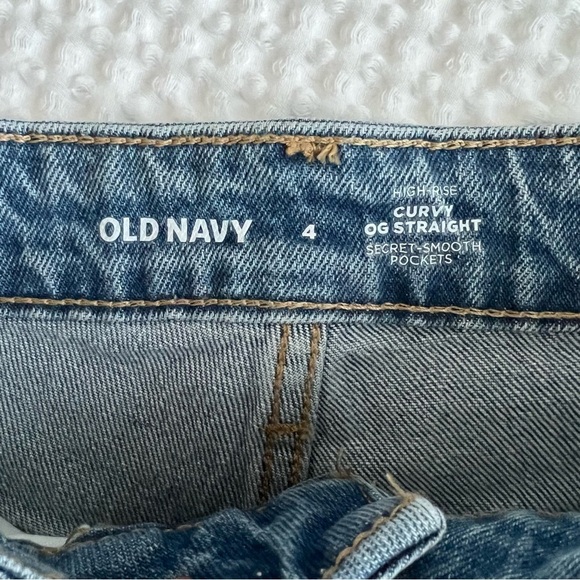 OLD NAVY
4
HIGH-RISE
CURVY
OG STRAIGHT
SECRET-SMOOTH
POCKETS